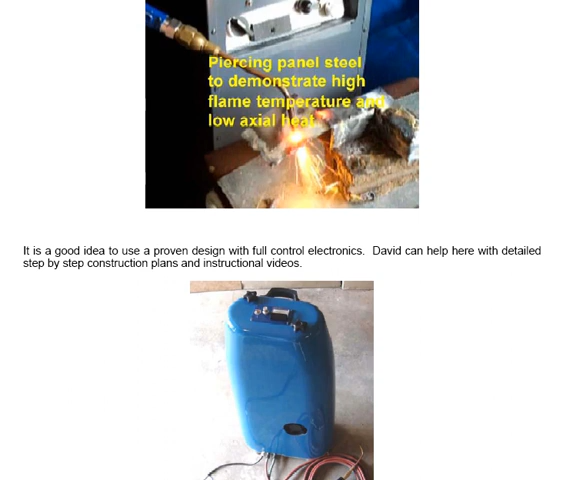 Piercing panel steel
to demonstrate high
flame temperature and
low axial heat.
It is a good idea to use a proven design with full control electronics. David can help here with detailed
step by step construction plans and instructional videos.